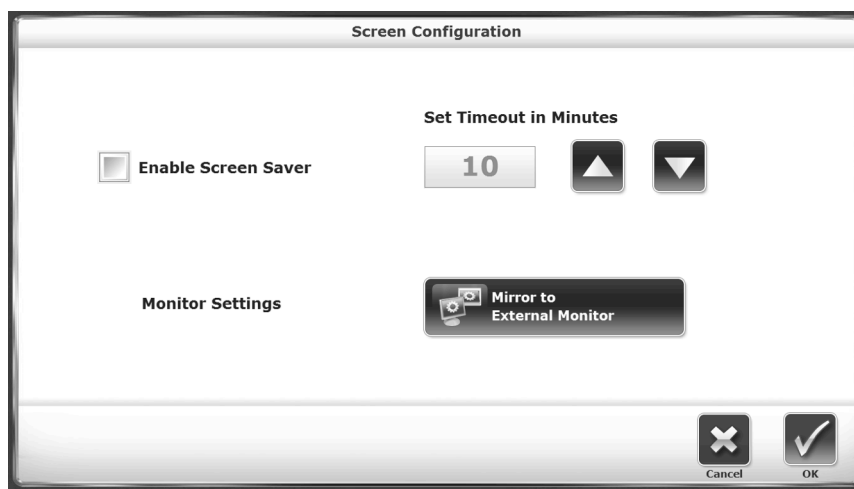 Screen Configuration
Set Timeout in Minutes
Enable Screen Saver
10
Monitor Settings
Mirror to
External Monitor
Cancel
OK